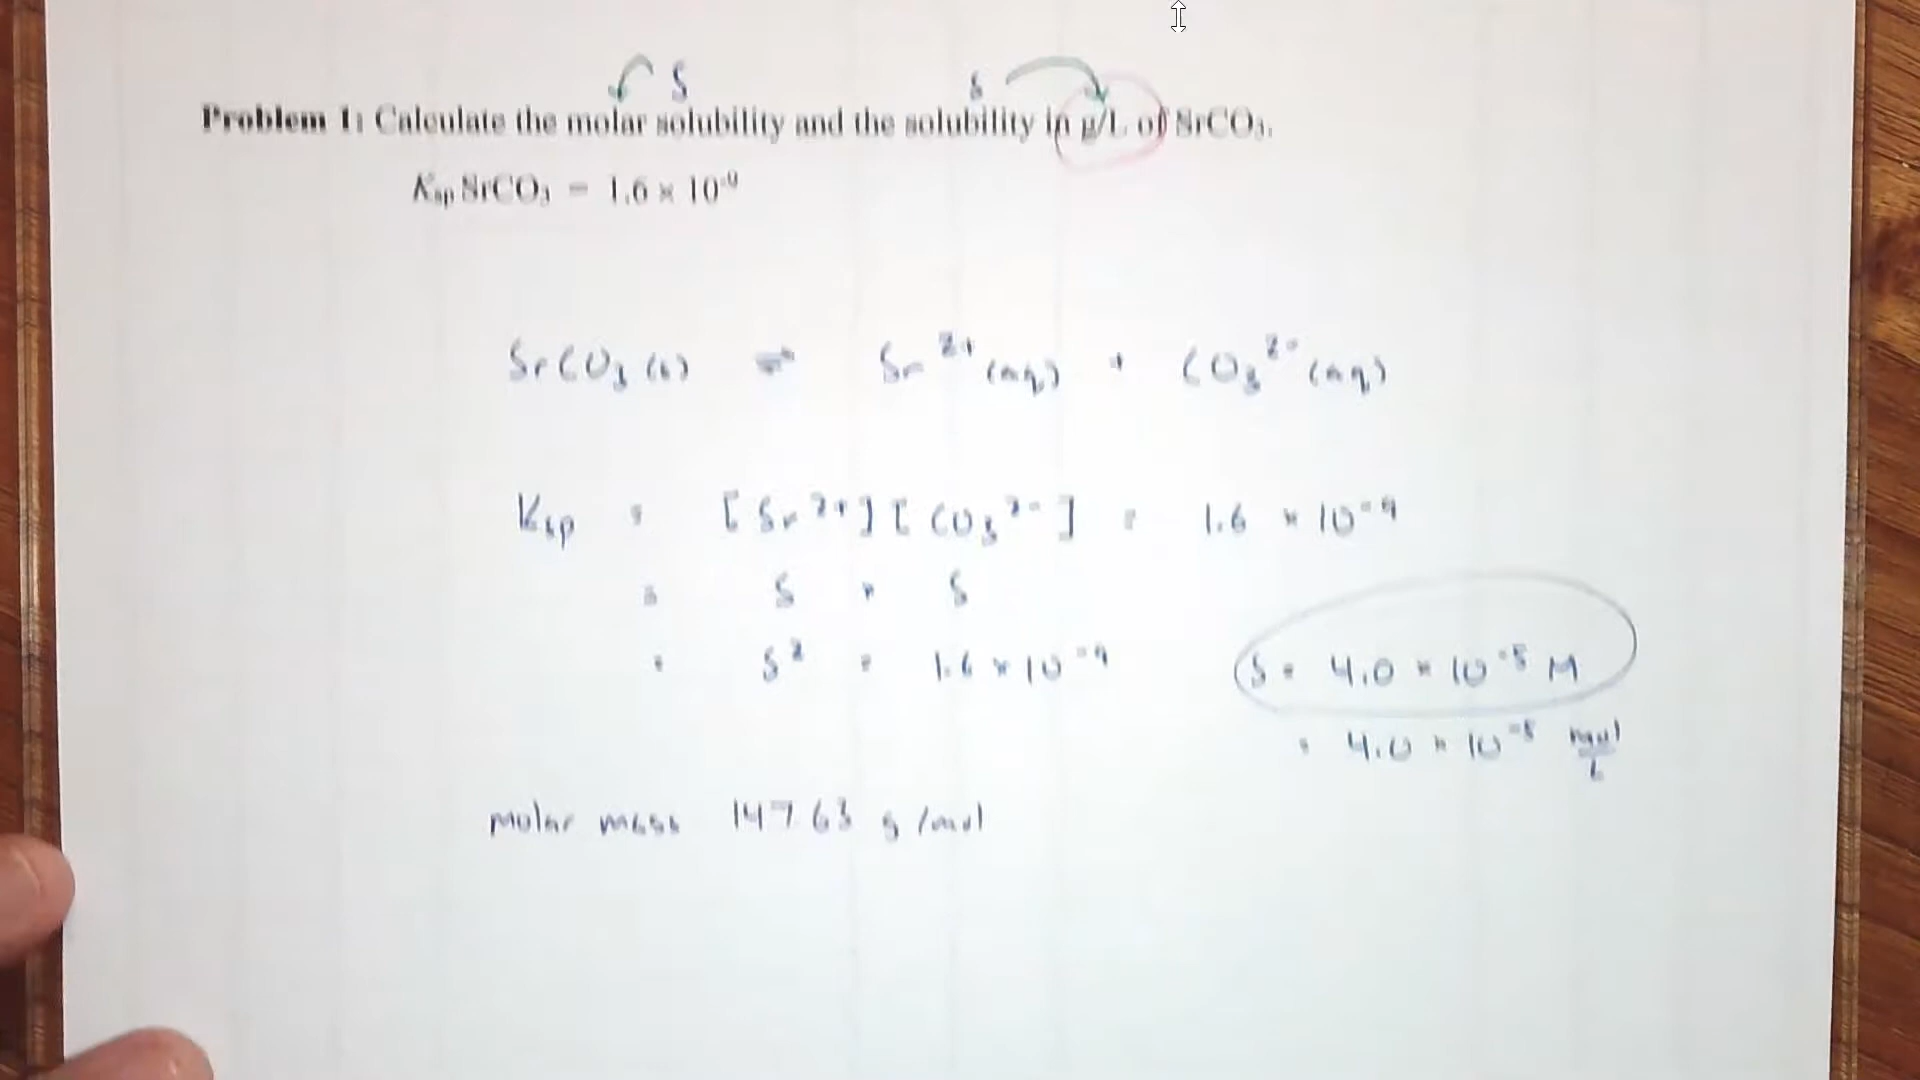 S S
Problem 1: Calculate the molar solubility and the solubility in g/L of SrCO₃.
Ksp SrCO₃ = 1.6 × 10⁻⁹
SrCO₃ (s) ⇌ Sr²⁺ (aq) + CO₃²⁻ (aq)
Ksp = [Sr²⁺][CO₃²⁻] = 1.6 × 10⁻⁹
= S × S
= S² = 1.6 × 10⁻⁹
S = 4.0 × 10⁻⁵ M
= 4.0 × 10⁻⁵ mol/L
molar mass 147.63 g/mol